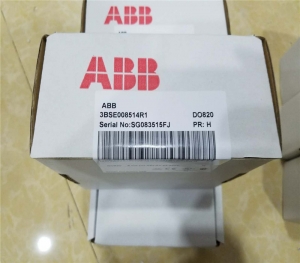 ABB
ABB
ABB
3BSE008514R1 DO820
Serial No:SG083515FJ PR: H